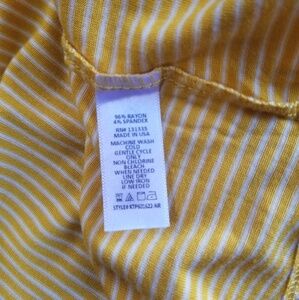 96% RAYON
4% SPANDEX
RN# 131335
MADE IN USA
MACHINE WASH
COLD
GENTLE CYCLE
ONLY
NON CHLORINE
BLEACH
WHEN NEEDED
LINE DRY
LOW IRON
IF NEEDED